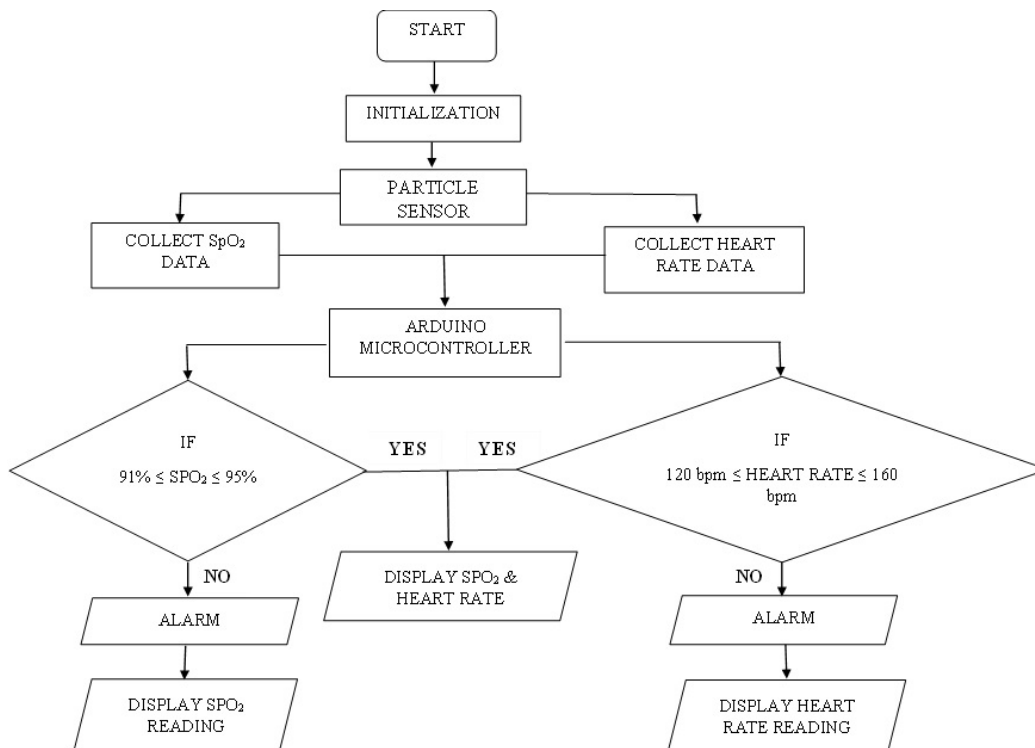 START
INITIALIZATION
PARTICLE
SENSOR
COLLECT SpO₂
DATA
COLLECT HEART
RATE DATA
ARDUINO
MICROCONTROLLER
IF
91% ≤ SPO₂ ≤ 95%
YES
YES
IF
120 bpm ≤ HEART RATE ≤ 160
bpm
NO
DISPLAY SPO₂ &
HEART RATE
NO
ALARM
ALARM
DISPLAY SPO₂
READING
DISPLAY HEART
RATE READING